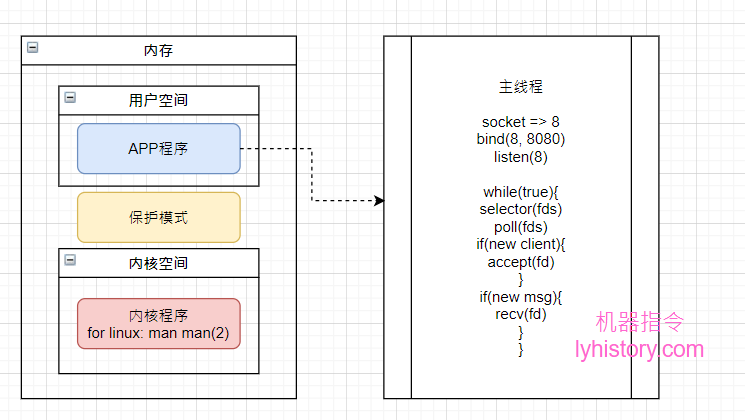 内存
用户空间
APP程序
保护模式
内核空间
内核程序
for linux: man man(2)
主线程
socket => 8
bind(8, 8080)
listen(8)
while(true){
selector(fds)
poll(fds)
if(new client){
accept(fd)
}
if(new msg){
recv(fd)
}
}
机器指令
lyhistory.com